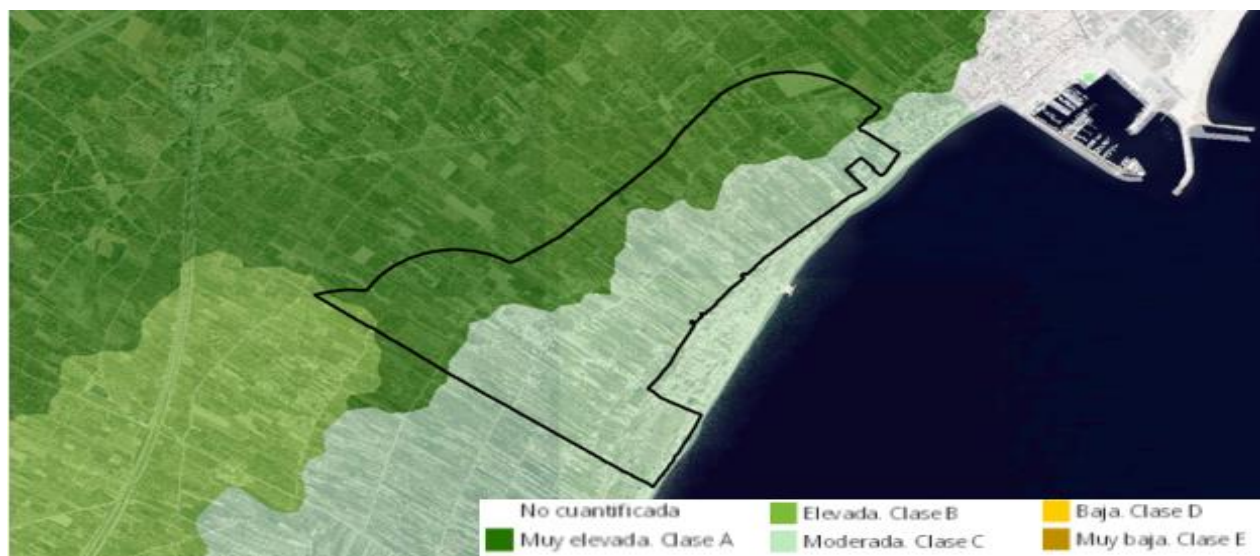 No cuantificada
Muy elevada. Clase A
Elevada. Clase B
Moderada. Clase C
Baja. Clase D
Muy baja. Clase E